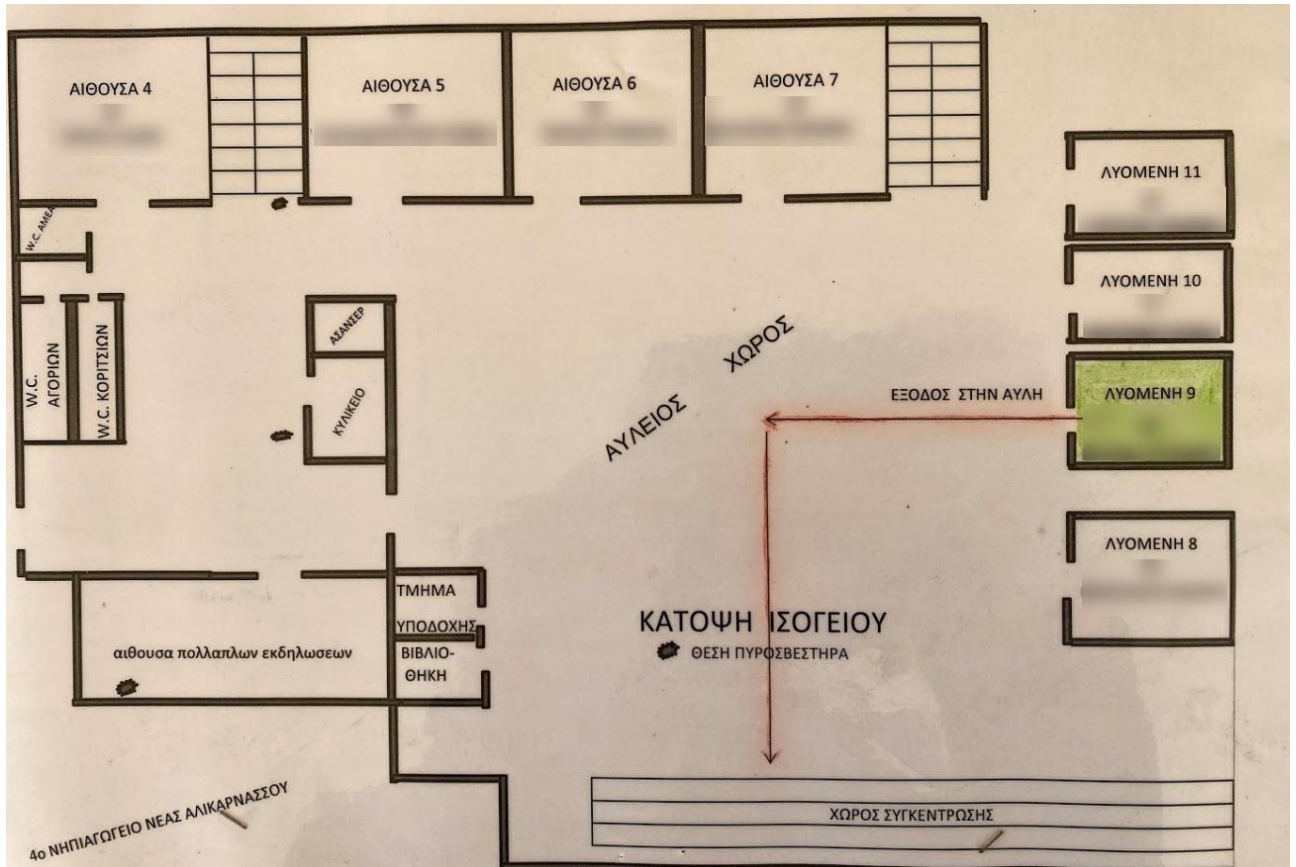 ΑΙΘΟΥΣΑ 4
ΑΙΘΟΥΣΑ 5
ΑΙΘΟΥΣΑ 6
ΑΙΘΟΥΣΑ 7
ΛΥΟΜΕΝΗ 11
W.C. ΑΜΕΑ
ΛΥΟΜΕΝΗ 10
ΑΣΑΝΣΕΡ
W.C.
ΑΓΟΡΙΩΝ
W.C. ΚΟΡΙΤΣΙΩΝ
ΚΥΛΙΚΕΙΟ
ΑΥΛΕΙΟΣ ΧΩΡΟΣ
ΕΞΟΔΟΣ ΣΤΗΝ ΑΥΛΗ
ΛΥΟΜΕΝΗ 9
ΛΥΟΜΕΝΗ 8
ΤΜΗΜΑ
ΥΠΟΔΟΧΗΣ
ΒΙΒΛΙΟ-
ΘΗΚΗ
αιθουσα πολλαπλων εκδηλωσεων
ΚΑΤΟΨΗ ΙΣΟΓΕΙΟΥ
ΘΕΣΗ ΠΥΡΟΣΒΕΣΤΗΡΑ
4ο ΝΗΠΙΑΓΩΓΕΙΟ ΝΕΑΣ ΑΛΙΚΑΡΝΑΣΣΟΥ
ΧΩΡΟΣ ΣΥΓΚΕΝΤΡΩΣΗΣ